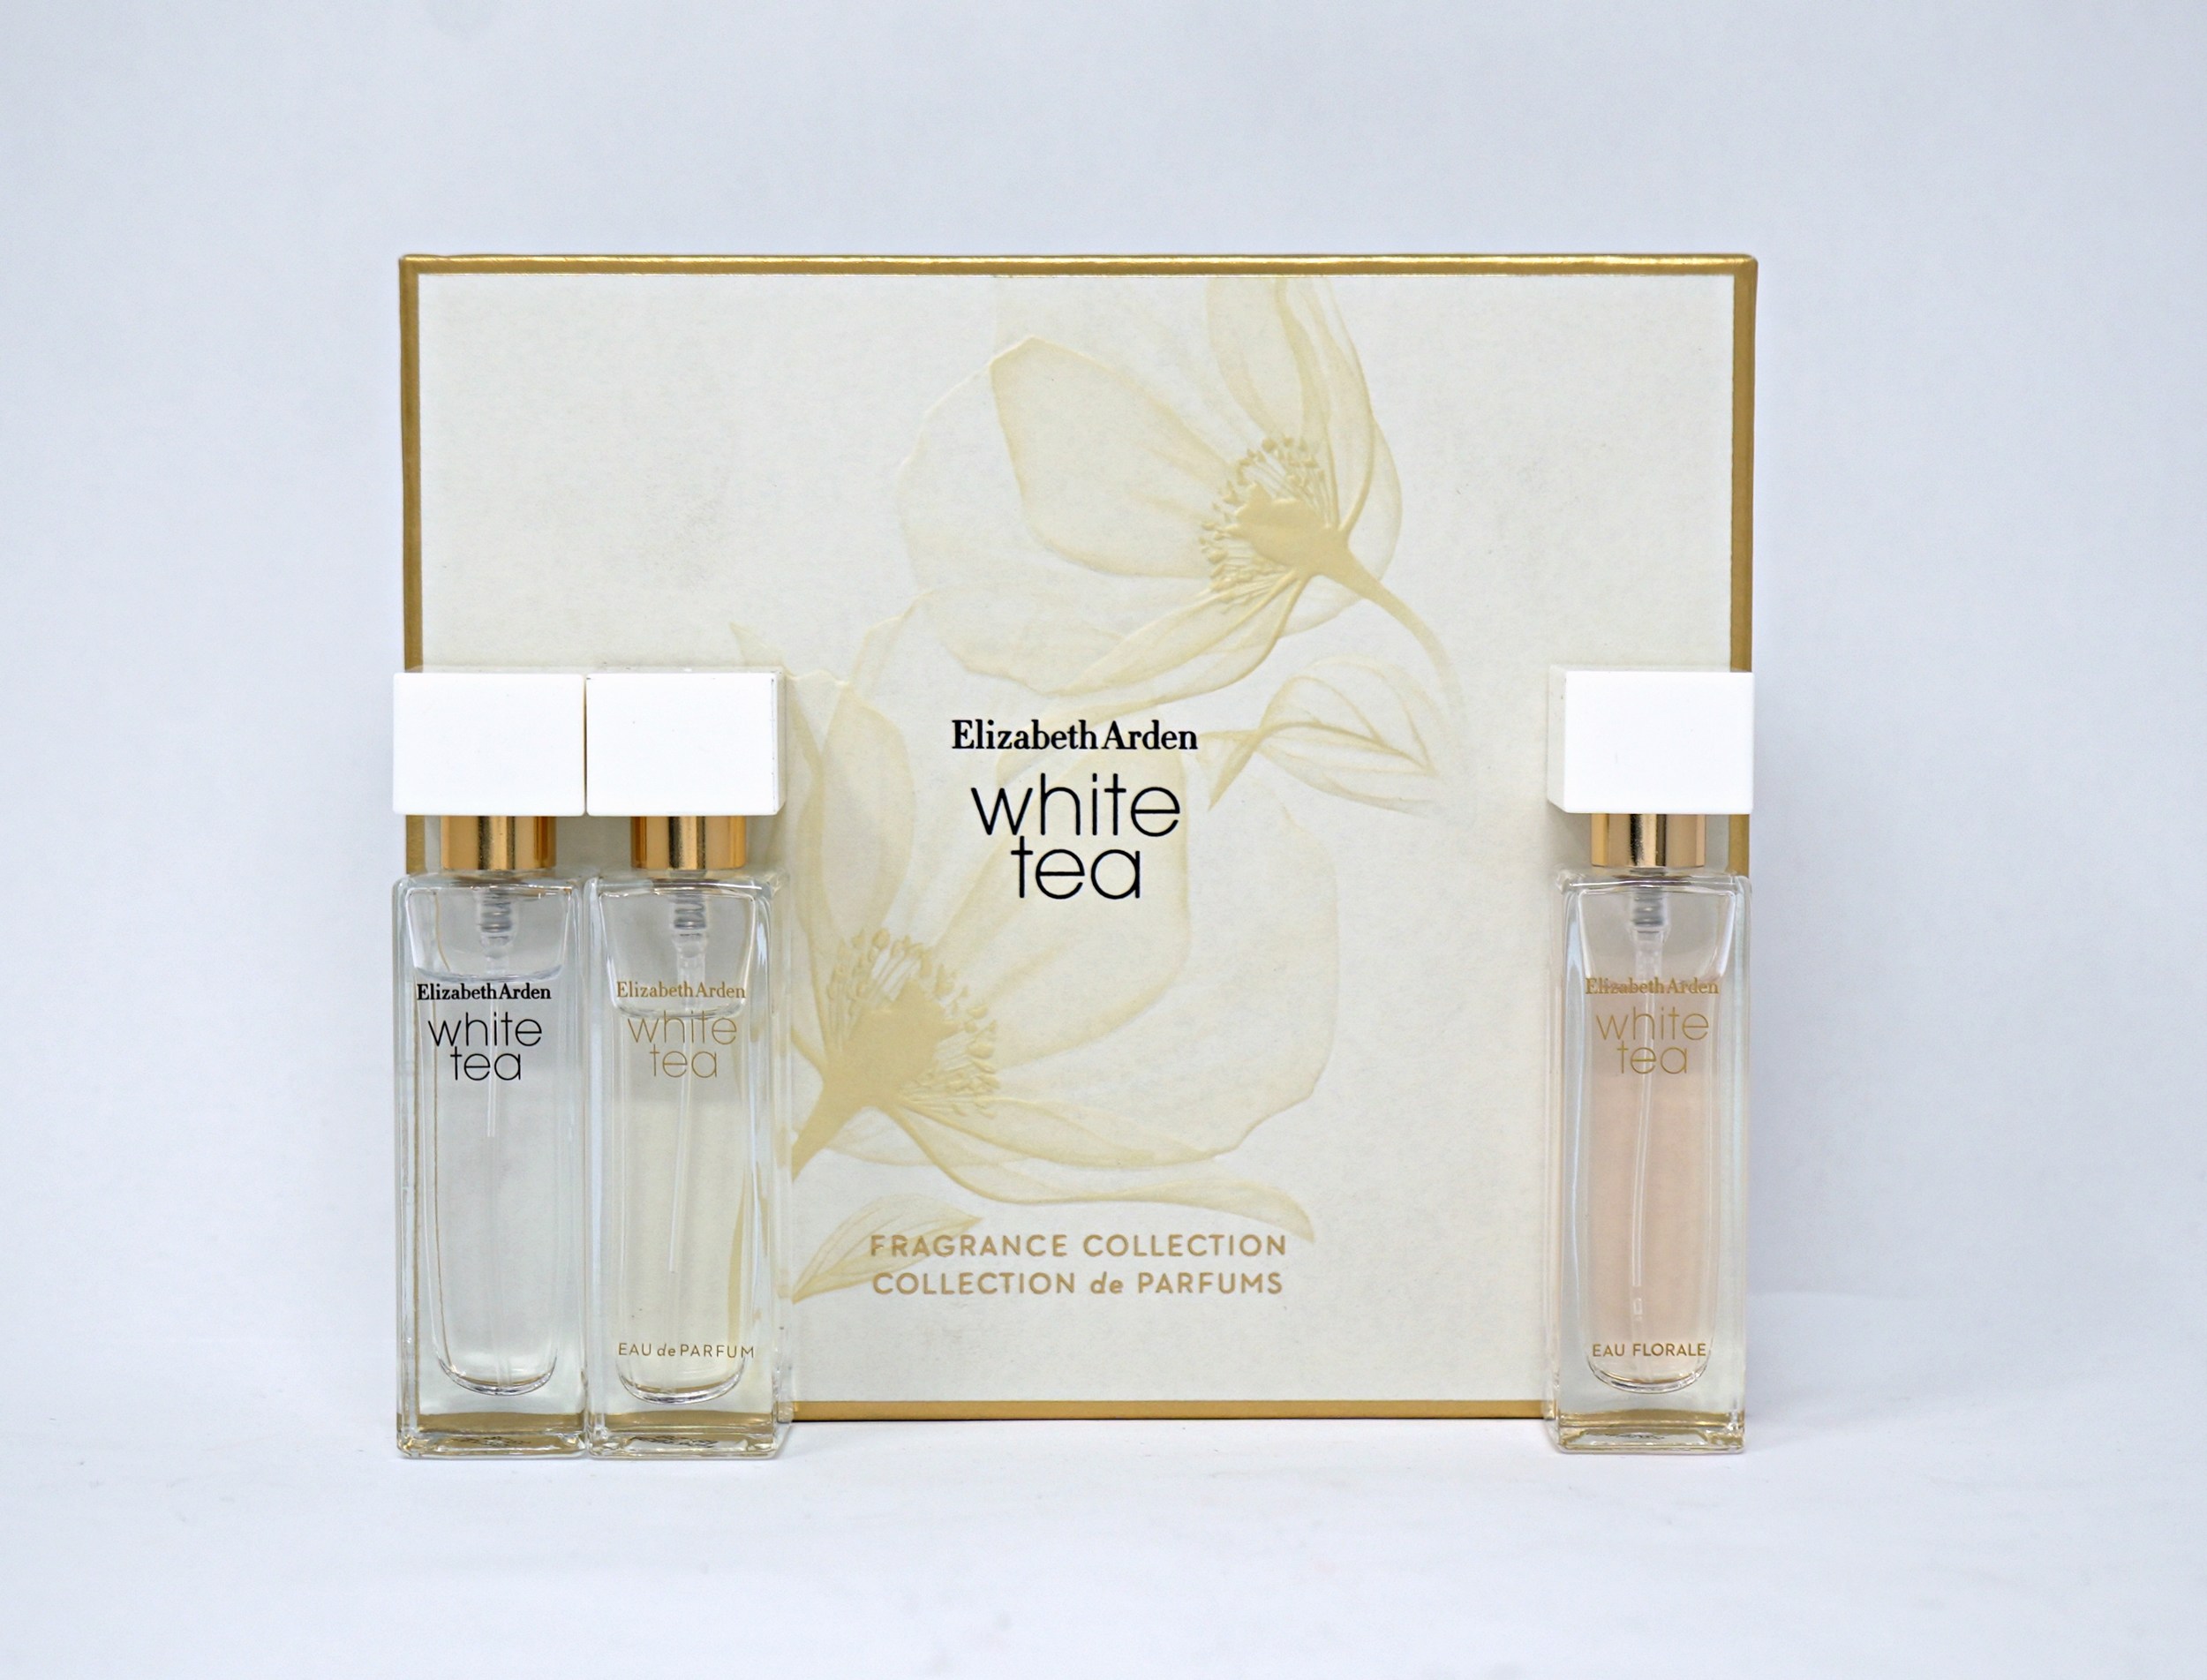 Elizabeth Arden
white
tea
FRAGRANCE COLLECTION
COLLECTION de PARFUMS
Elizabeth Arden
white
tea
Elizabeth Arden
white
tea
EAU de PARFUM
Elizabeth Arden
white
tea
EAU FLORALE